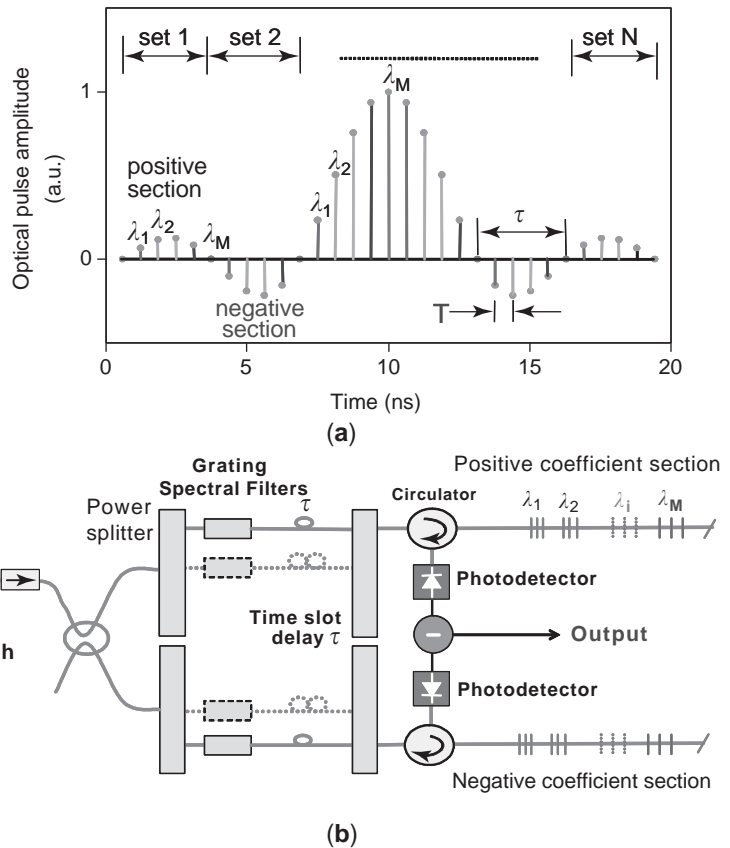 set 1
set 2
set N
λM
1
positive
section
λ2
λ1
λ1 λ2 λM
τ
0
negative
section
T
Optical pulse amplitude
(a.u.)
0
5
10
15
20
Time (ns)
(a)
Grating
Spectral Filters
Positive coefficient section
Power
splitter
τ
Circulator
λ1 λ2 λi λM
Photodetector
Time slot
delay τ
– Output
h
Photodetector
Negative coefficient section
(b)